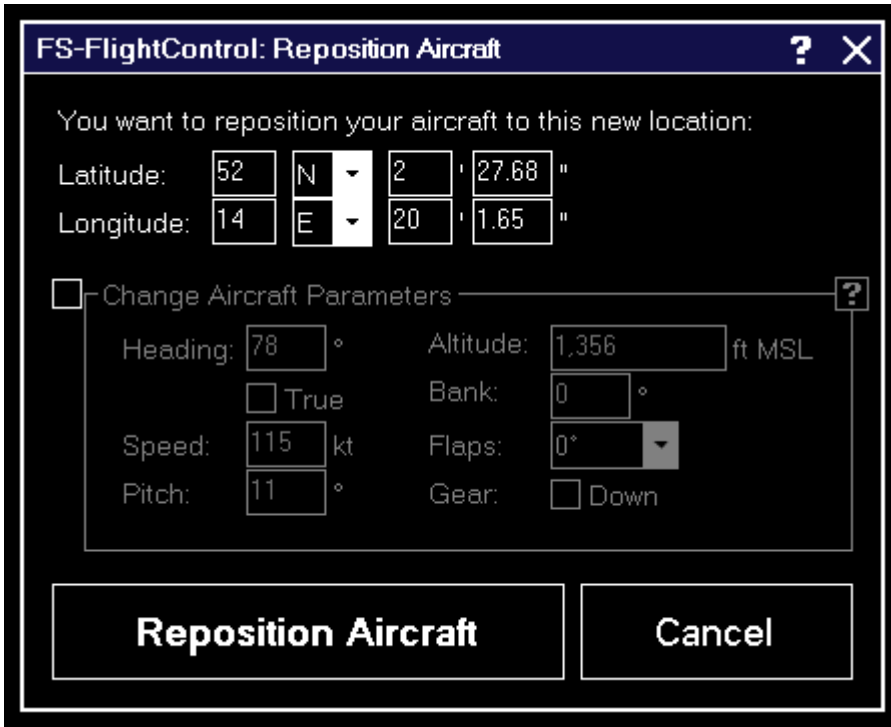 FS-FlightControl: Reposition Aircraft ? X
You want to reposition your aircraft to this new location:
Latitude: 52 N 2 ' 27.68 "
Longitude: 14 E 20 ' 1.65 "
Change Aircraft Parameters ?
Heading: 78 ° Altitude: 1,356 ft MSL
True Bank: 0 °
Speed: 115 kt Flaps: 0°
Pitch: 11 ° Gear: Down
Reposition Aircraft Cancel